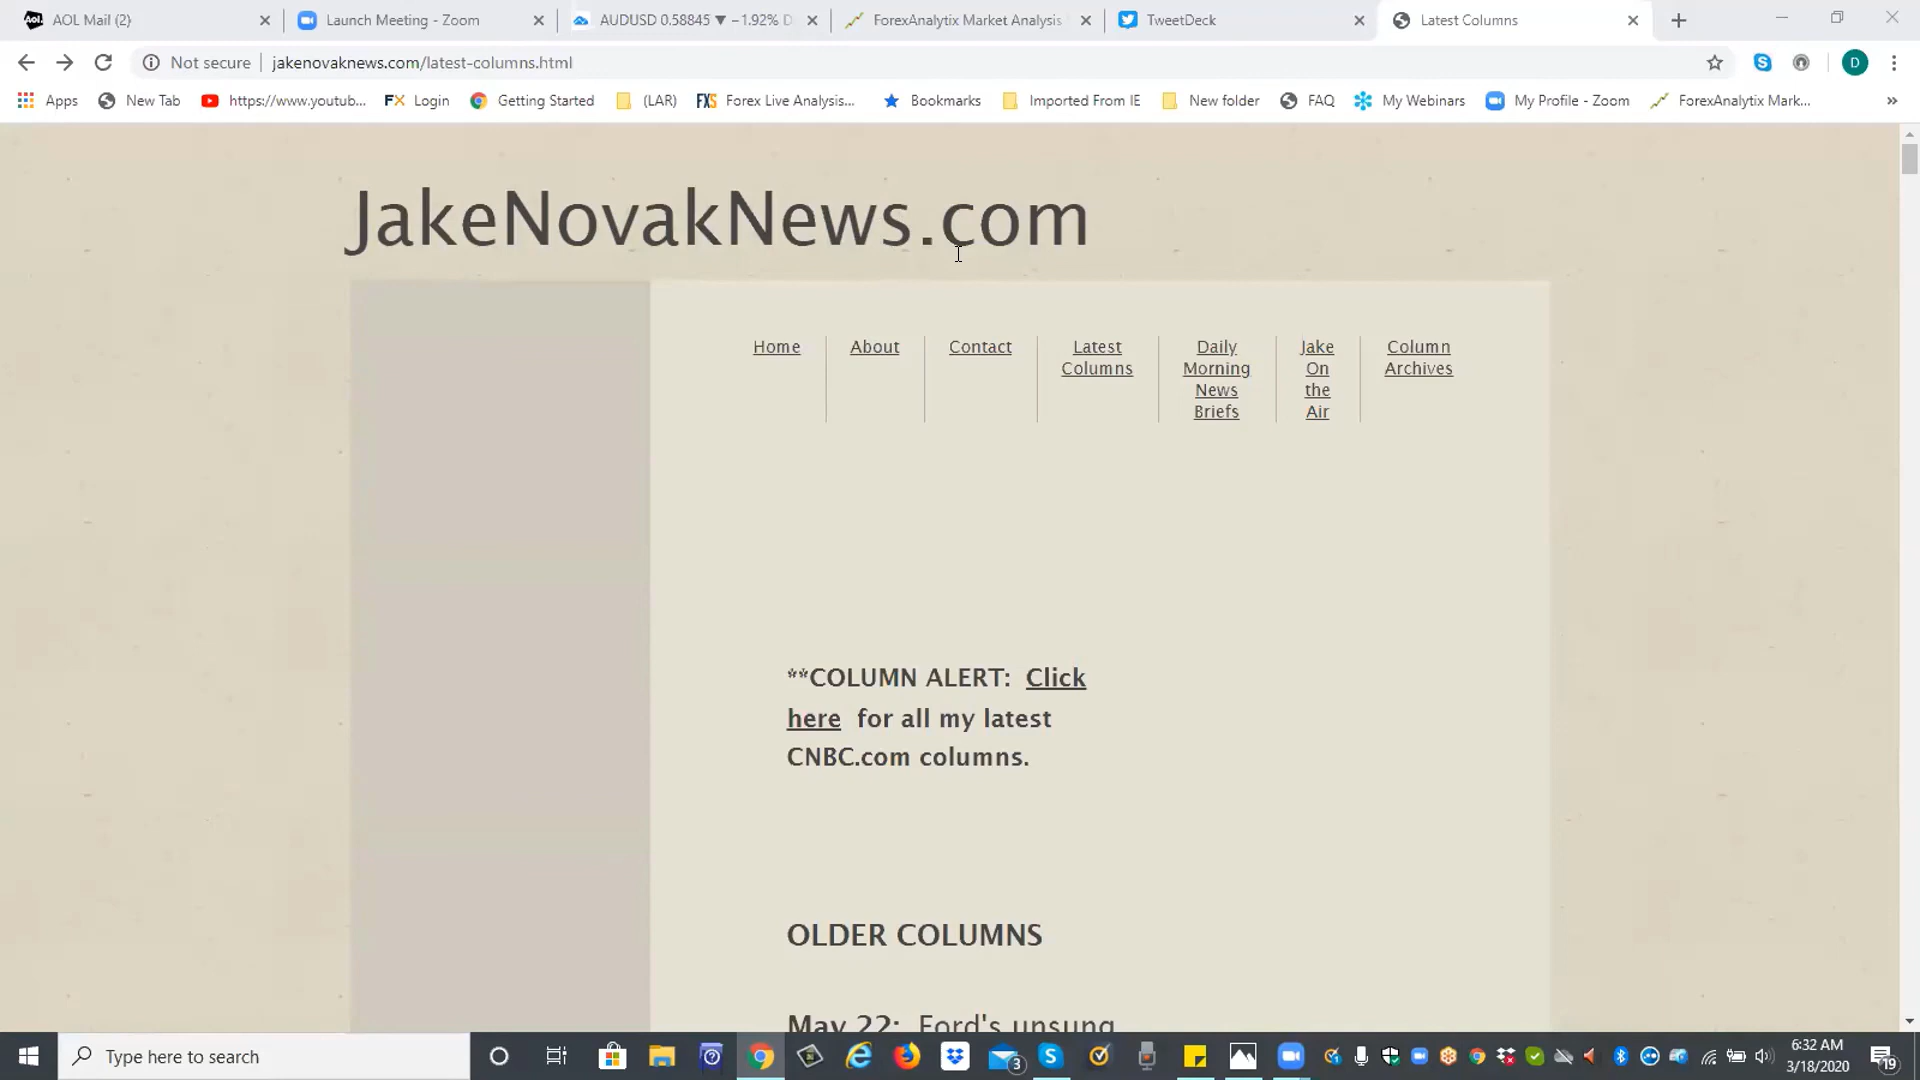 AOL Mail (2)
Launch Meeting - Zoom
AUDUSD 0.58845 ▼ −1.92% D
ForexAnalytix Market Analysis
TweetDeck
Latest Columns
Not secure
jakenovaknews.com/latest-columns.html
D
Apps
New Tab
https://www.youtub...
FX Login
Getting Started
(LAR)
FXS Forex Live Analysis...
Bookmarks
Imported From IE
New folder
FAQ
My Webinars
My Profile - Zoom
ForexAnalytix Mark...
»
JakeNovakNews.com
Home
About
Contact
Latest
Columns
Daily
Morning
News
Briefs
Jake
On
the
Air
Column
Archives
**COLUMN ALERT: Click
here for all my latest
CNBC.com columns.
OLDER COLUMNS
May 22: Ford's unsung
Type here to search
3
6:32 AM
3/18/2020
19